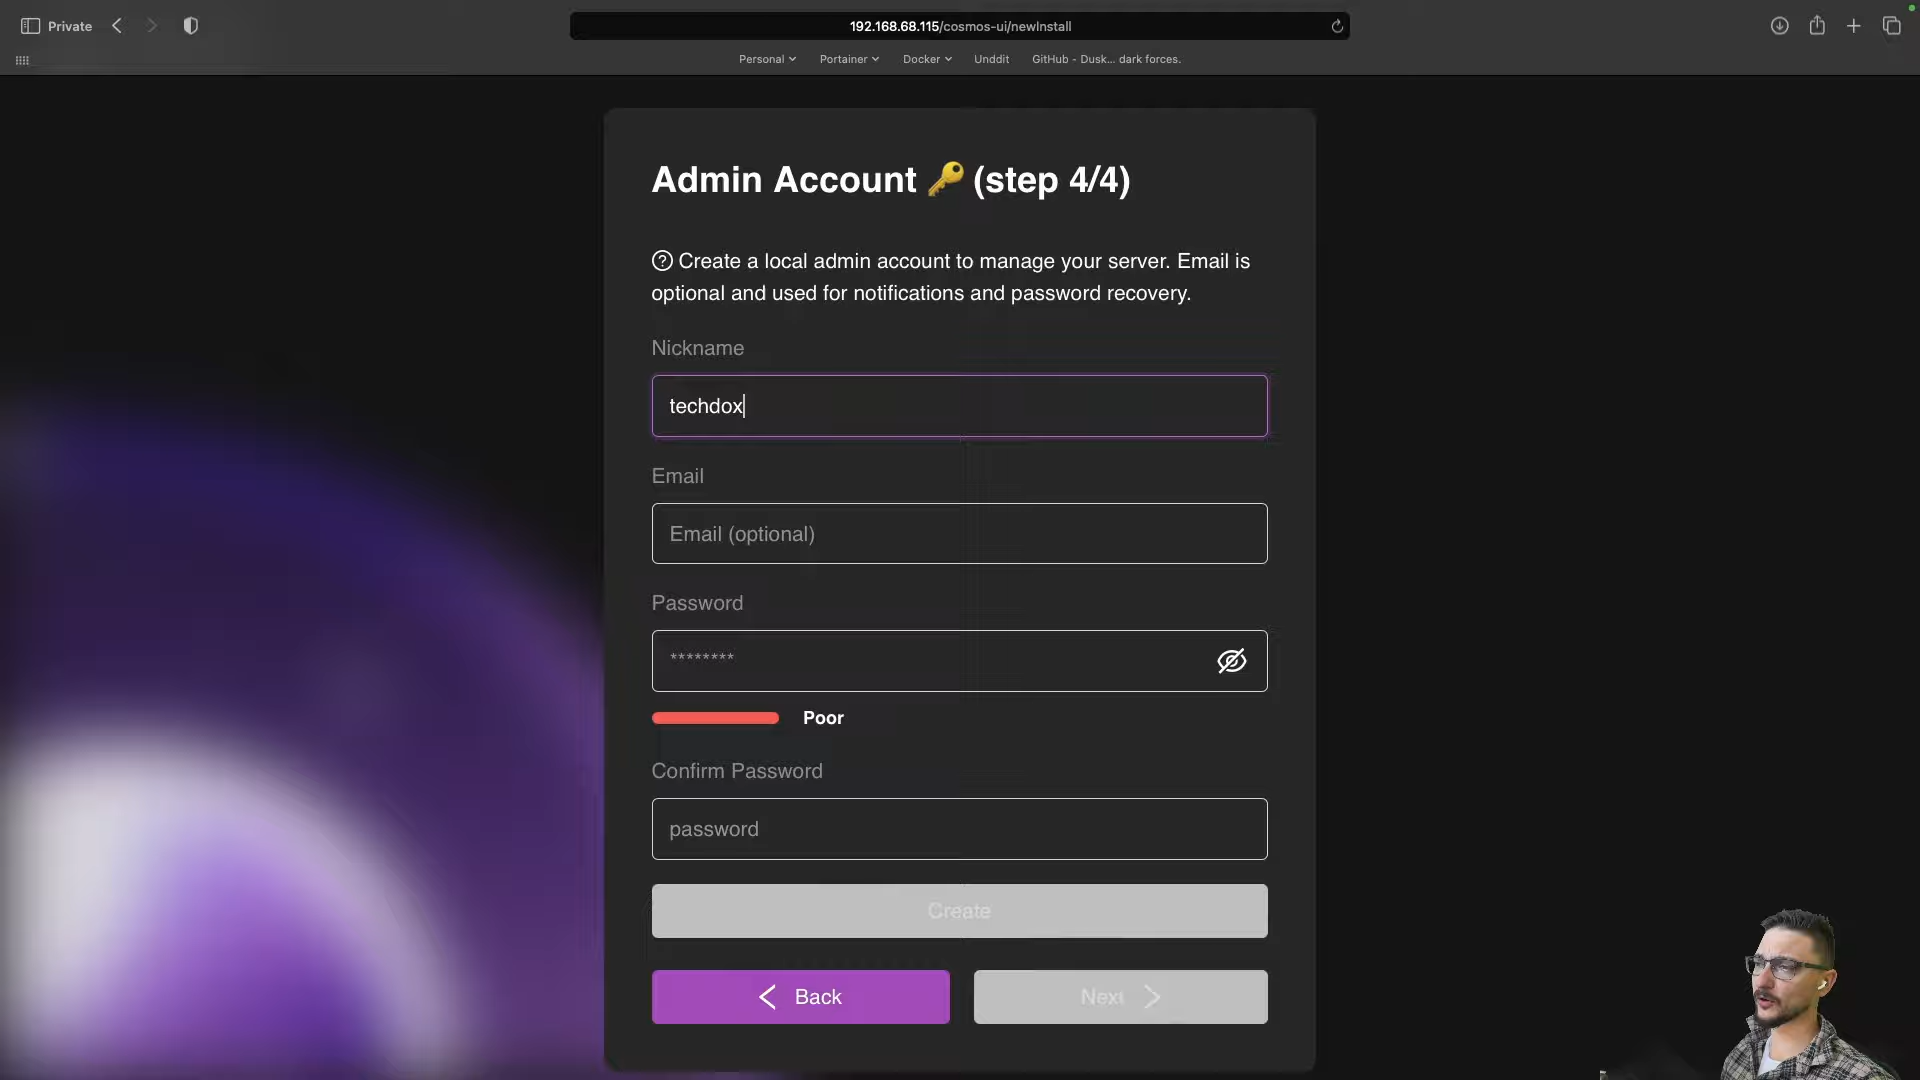 Private
192.168.68.115/cosmos-ui/newInstall
Personal
Portainer
Docker
Unddit
GitHub - Dusk... dark forces.
Admin Account 🔑 (step 4/4)
Create a local admin account to manage your server. Email is
optional and used for notifications and password recovery.
Nickname
techdox
Email
Email (optional)
Password
********
Poor
Confirm Password
password
Create
Back
Next